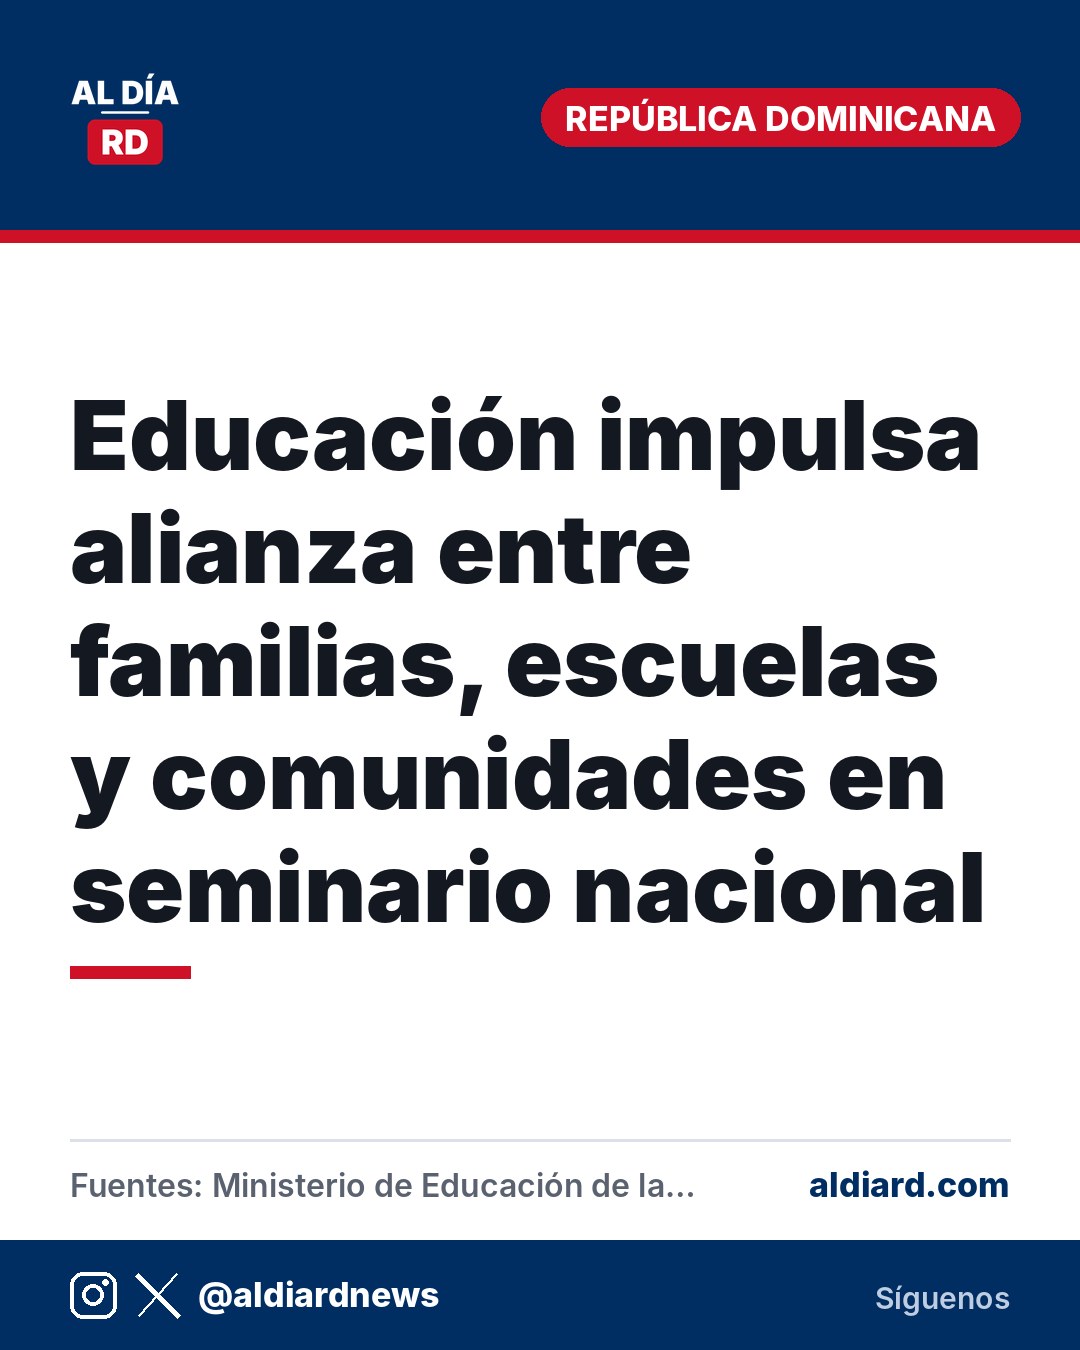 AL DÍA
RD
REPÚBLICA DOMINICANA
Educación impulsa
alianza entre
familias, escuelas
y comunidades en
seminario nacional
Fuentes: Ministerio de Educación de la...
aldiard.com
@aldiardnews
Síguenos